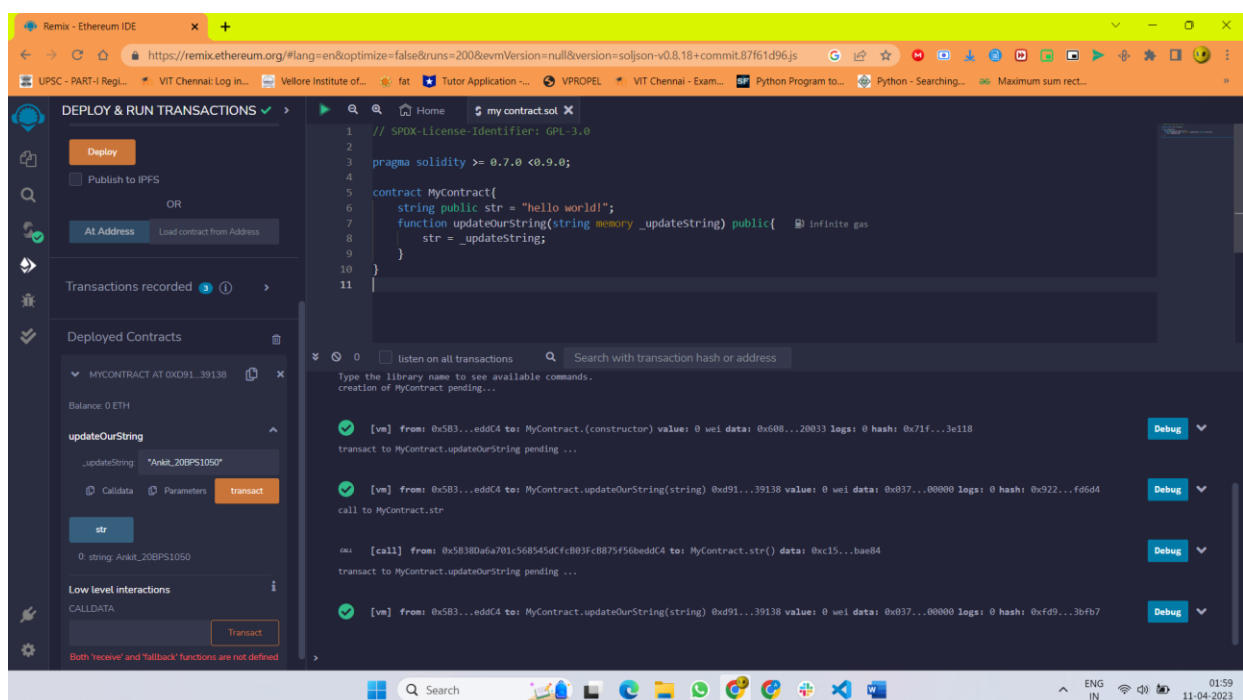 Remix - Ethereum IDE
https://remix.ethereum.org/#lang=en&optimize=false&runs=200&evmVersion=null&version=soljson-v0.8.18+commit.87f61d96.js
UPSC - PART-I Regi... VIT Chennai: Log in... Vellore Institute of... fat Tutor Application -... VPROPEL VIT Chennai - Exam... Python Program to... Python - Searching... Maximum sum rect...
DEPLOY & RUN TRANSACTIONS
Deploy
Publish to IPFS
OR
At Address Load contract from Address
Transactions recorded 3
Deployed Contracts
MYCONTRACT AT 0XD91...39138
Balance: 0 ETH
updateOurString
_updateString: "Ankit_20BPS1050"
Calldata Parameters transact
str
0: string: Ankit_20BPS1050
Low level interactions
CALLDATA
Transact
Both 'receive' and 'fallback' functions are not defined
Home my contract.sol
1 // SPDX-License-Identifier: GPL-3.0
2
3 pragma solidity >= 0.7.0 <0.9.0;
4
5 contract MyContract{
6 string public str = "hello world!";
7 function updateOurString(string memory _updateString) public{ infinite gas
8 str = _updateString;
9 }
10 }
11
0 listen on all transactions Search with transaction hash or address
Type the library name to see available commands.
creation of MyContract pending...
[vm] from: 0x5B3...eddC4 to: MyContract.(constructor) value: 0 wei data: 0x608...20033 logs: 0 hash: 0x71f...3e118 Debug
transact to MyContract.updateOurString pending ...
[vm] from: 0x5B3...eddC4 to: MyContract.updateOurString(string) 0xd91...39138 value: 0 wei data: 0x037...00000 logs: 0 hash: 0x922...fd6d4 Debug
call to MyContract.str
CALL [call] from: 0x5B38Da6a701c568545dCfcB03FcB875f56beddC4 to: MyContract.str() data: 0xc15...bae84 Debug
transact to MyContract.updateOurString pending ...
[vm] from: 0x5B3...eddC4 to: MyContract.updateOurString(string) 0xd91...39138 value: 0 wei data: 0x037...00000 logs: 0 hash: 0xfd9...3bfb7 Debug
>
Search
ENG
IN
01:59
11-04-2023